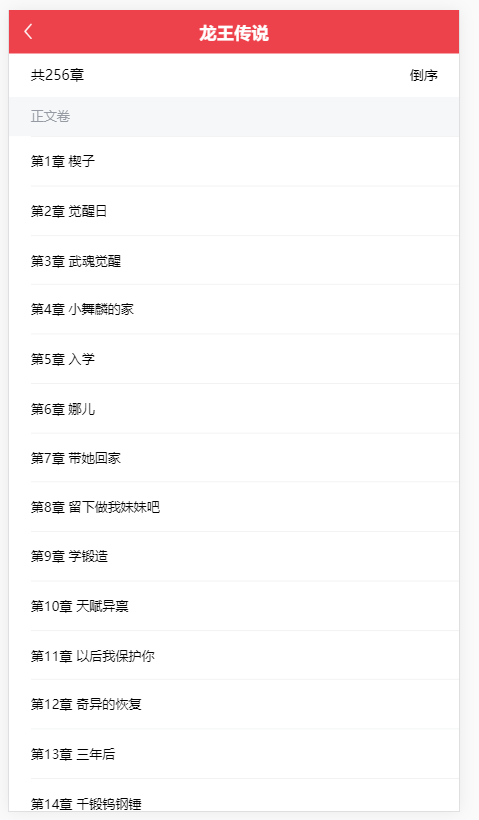 龙王传说
共256章 倒序
正文卷
第1章 楔子
第2章 觉醒日
第3章 武魂觉醒
第4章 小舞麟的家
第5章 入学
第6章 娜儿
第7章 带她回家
第8章 留下做我妹妹吧
第9章 学锻造
第10章 天赋异禀
第11章 以后我保护你
第12章 奇异的恢复
第13章 三年后
第14章 千锻钨钢锤